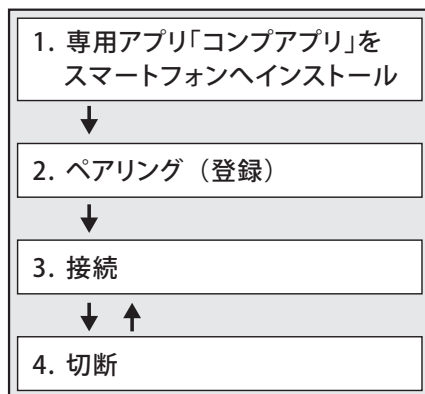 1. 専用アプリ「コンプアプリ」を
スマートフォンへインストール
2. ペアリング（登録）
3. 接続
4. 切断